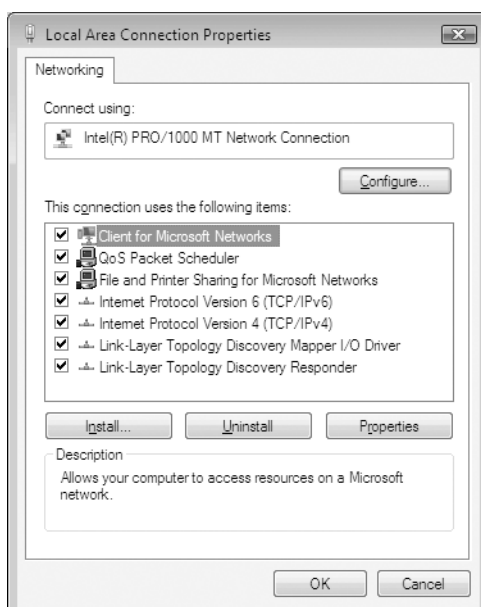 Local Area Connection Properties
Networking
Connect using:
Intel(R) PRO/1000 MT Network Connection
Configure...
This connection uses the following items:
Client for Microsoft Networks
QoS Packet Scheduler
File and Printer Sharing for Microsoft Networks
Internet Protocol Version 6 (TCP/IPv6)
Internet Protocol Version 4 (TCP/IPv4)
Link-Layer Topology Discovery Mapper I/O Driver
Link-Layer Topology Discovery Responder
Install... Uninstall Properties
Description
Allows your computer to access resources on a Microsoft
network.
OK Cancel